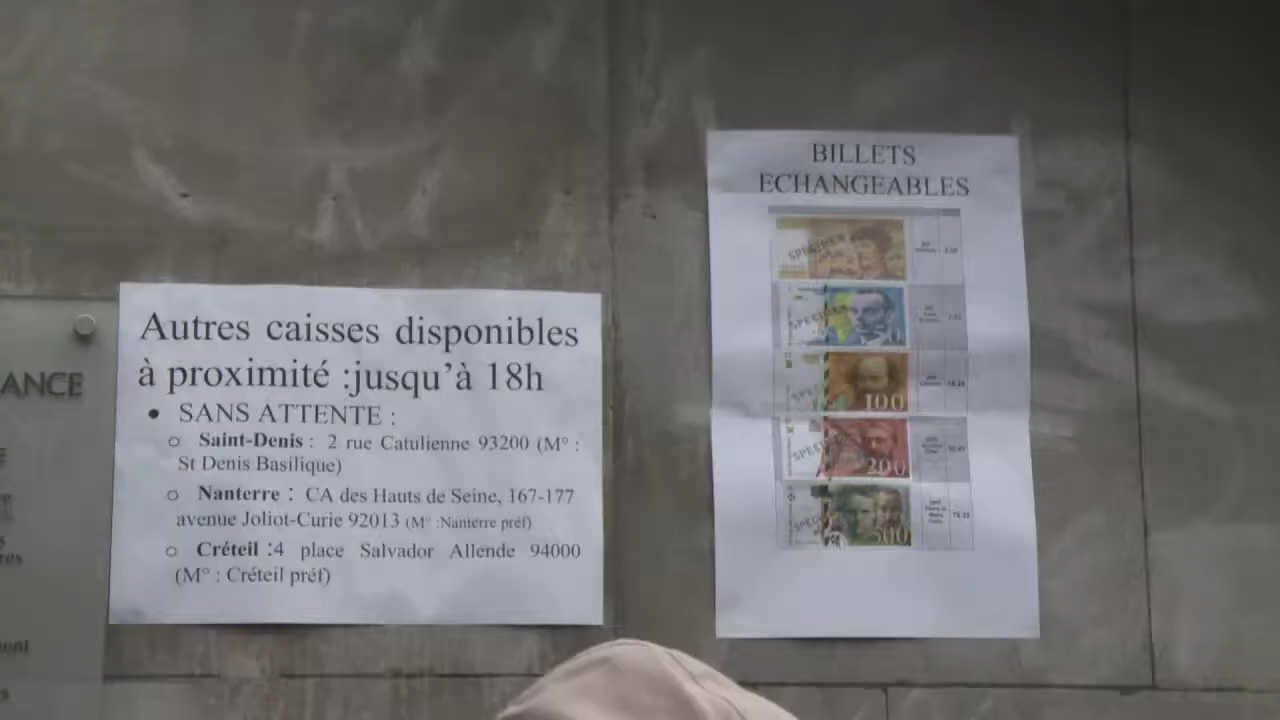 ANCE
Autres caisses disponibles
à proximité :jusqu'à 18h
• SANS ATTENTE :
o Saint-Denis : 2 rue Catulienne 93200 (M° :
St Denis Basilique)
o Nanterre : CA des Hauts de Seine, 167-177
avenue Joliot-Curie 92013 (M° :Nanterre préf)
o Créteil :4 place Salvador Allende 94000
(M° : Créteil préf)
BILLETS
ECHANGEABLES
SPECIMEN
100
200
500